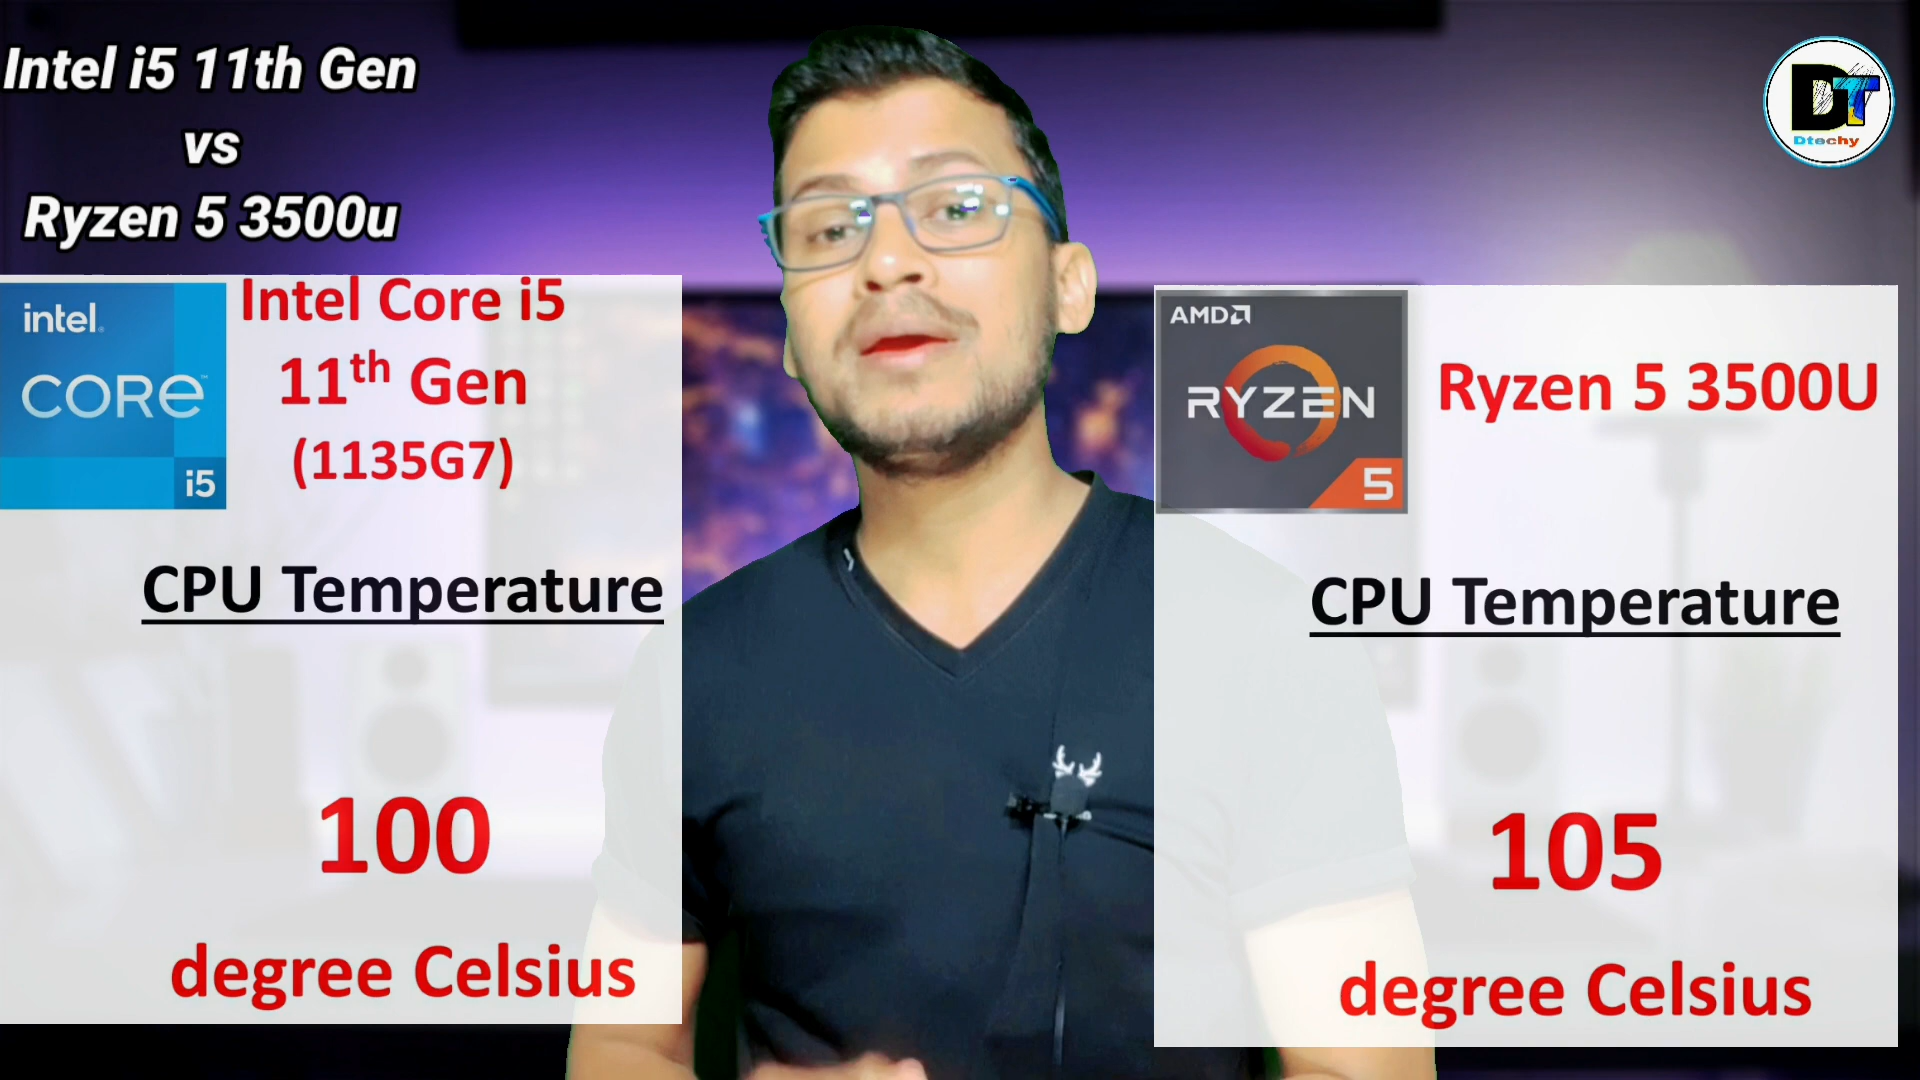 Intel i5 11th Gen
vs
Ryzen 5 3500u
DT
Dtechy
intel.
CORE™
i5
Intel Core i5
11th Gen
(1135G7)
CPU Temperature
100
degree Celsius
AMD
RYZEN
5
Ryzen 5 3500U
CPU Temperature
105
degree Celsius